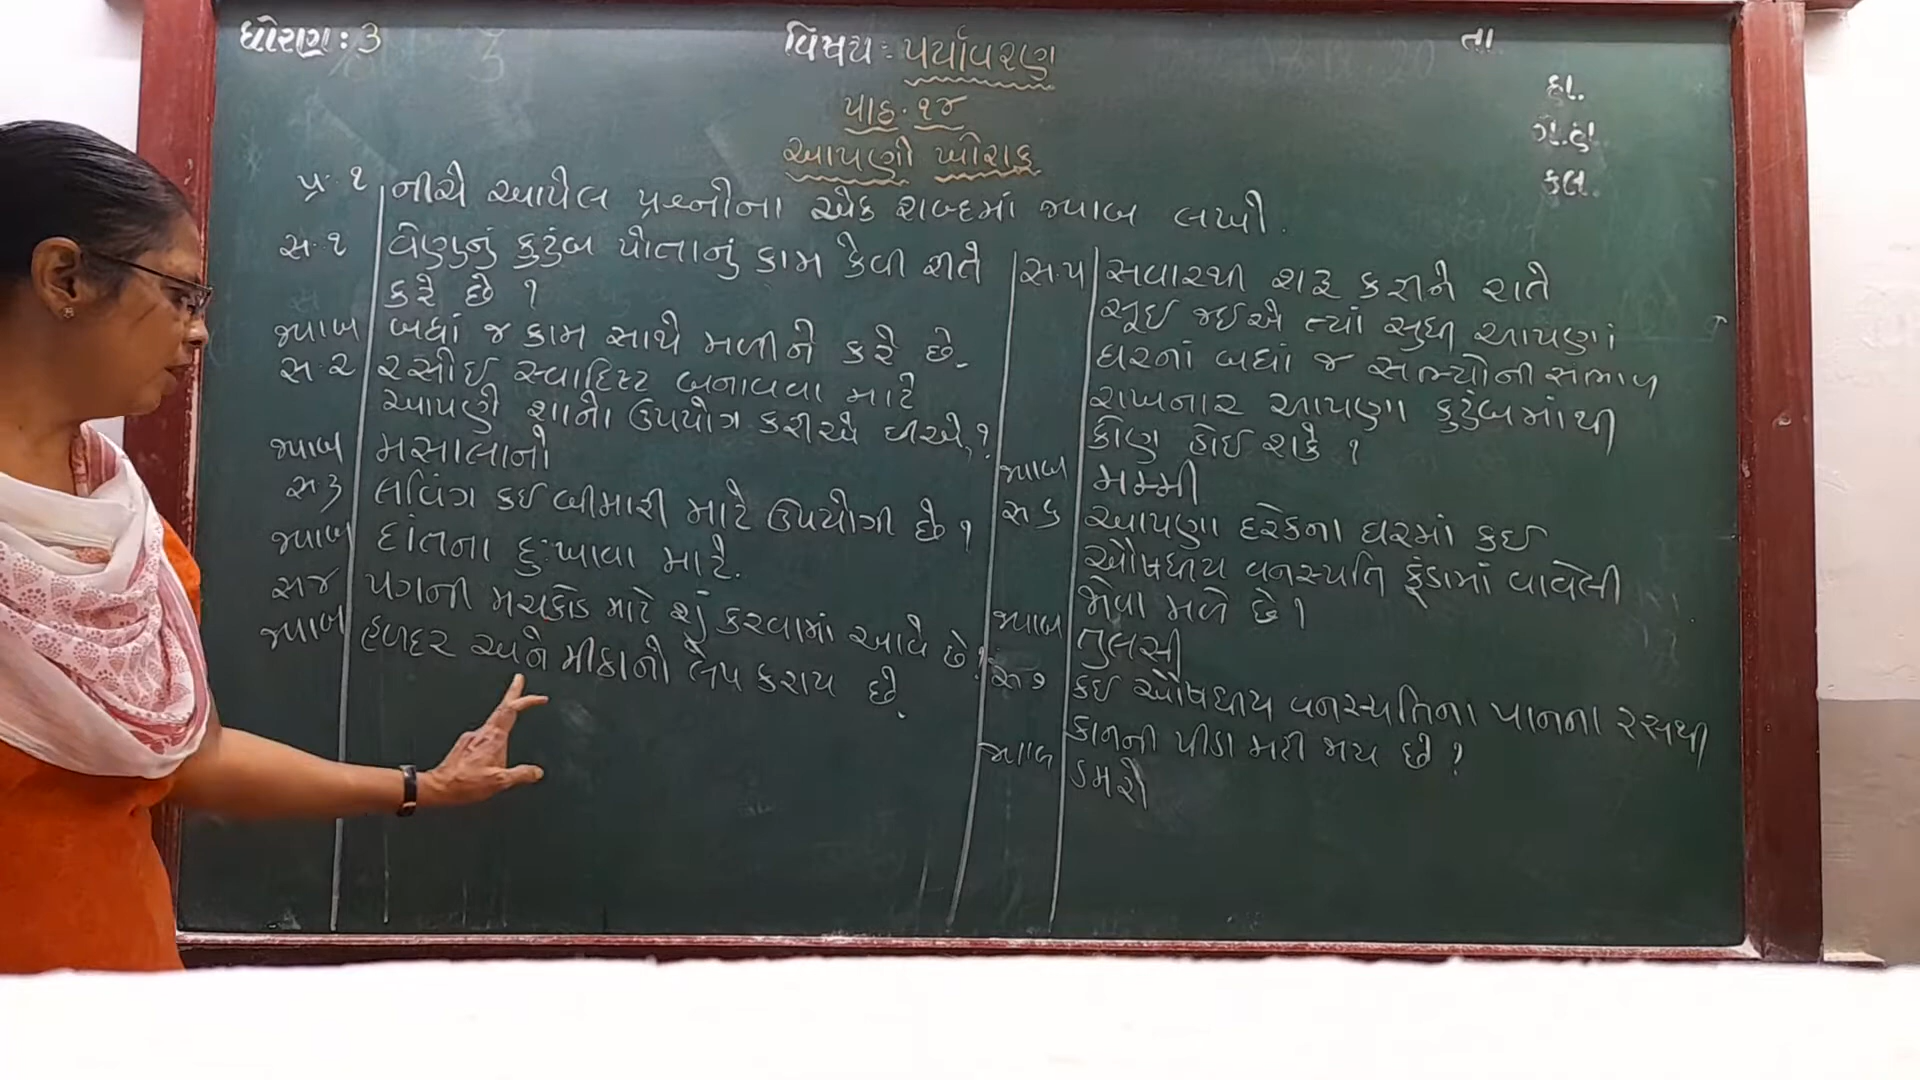 ધોરણ : 3
વિષય : પર્યાવરણ
તા
પાઠ. ૧૪
હા.
ગે.હા.
કુલ.
આપણો ખોરાક
પ્ર. ૧ નીચે આપેલ પ્રશ્નોના એક શબ્દમાં જવાબ લખો.
સ.૧ વેણુનું કુટુંબ પોતાનું કામ કેવી રીતે
કરે છે ?
જવાબ બધાં જ કામ સાથે મળીને કરે છે.
સ.૨ રસોઈ સ્વાદિષ્ટ બનાવવા માટે
આપણે શાનો ઉપયોગ કરીએ છીએ ?
જવાબ મસાલાનો
સ૩ લવિંગ કઈ બીમારી માટે ઉપયોગી છે ?
જવાબ દાંતના દુઃખાવા માટે.
સ૪ પગની મચકોડ માટે શું કરવામાં આવે છે ?
જવાબ હળદર અને મીઠાનો લેપ કરાય છે.
સ.૫ સવારથી શરૂ કરીને રાતે
સૂઈ જઈએ ત્યાં સુધી આપણાં
ઘરનાં બધાં જ સભ્યોની સંભાળ
રાખનાર આપણા કુટુંબમાંથી
કોણ હોઈ શકે ?
જવાબ મમ્મી
સ ૬ આપણા દરેકના ઘરમાં કઈ
ઔષધીય વનસ્પતિ કૂંડામાં વાવેલી
જોવા મળે છે ?
જવાબ તુલસી
સ ૭ કઈ ઔષધીય વનસ્પતિના પાનના રસથી
કાનની પીડા મટી જાય છે ?
જવાબ ડમરો